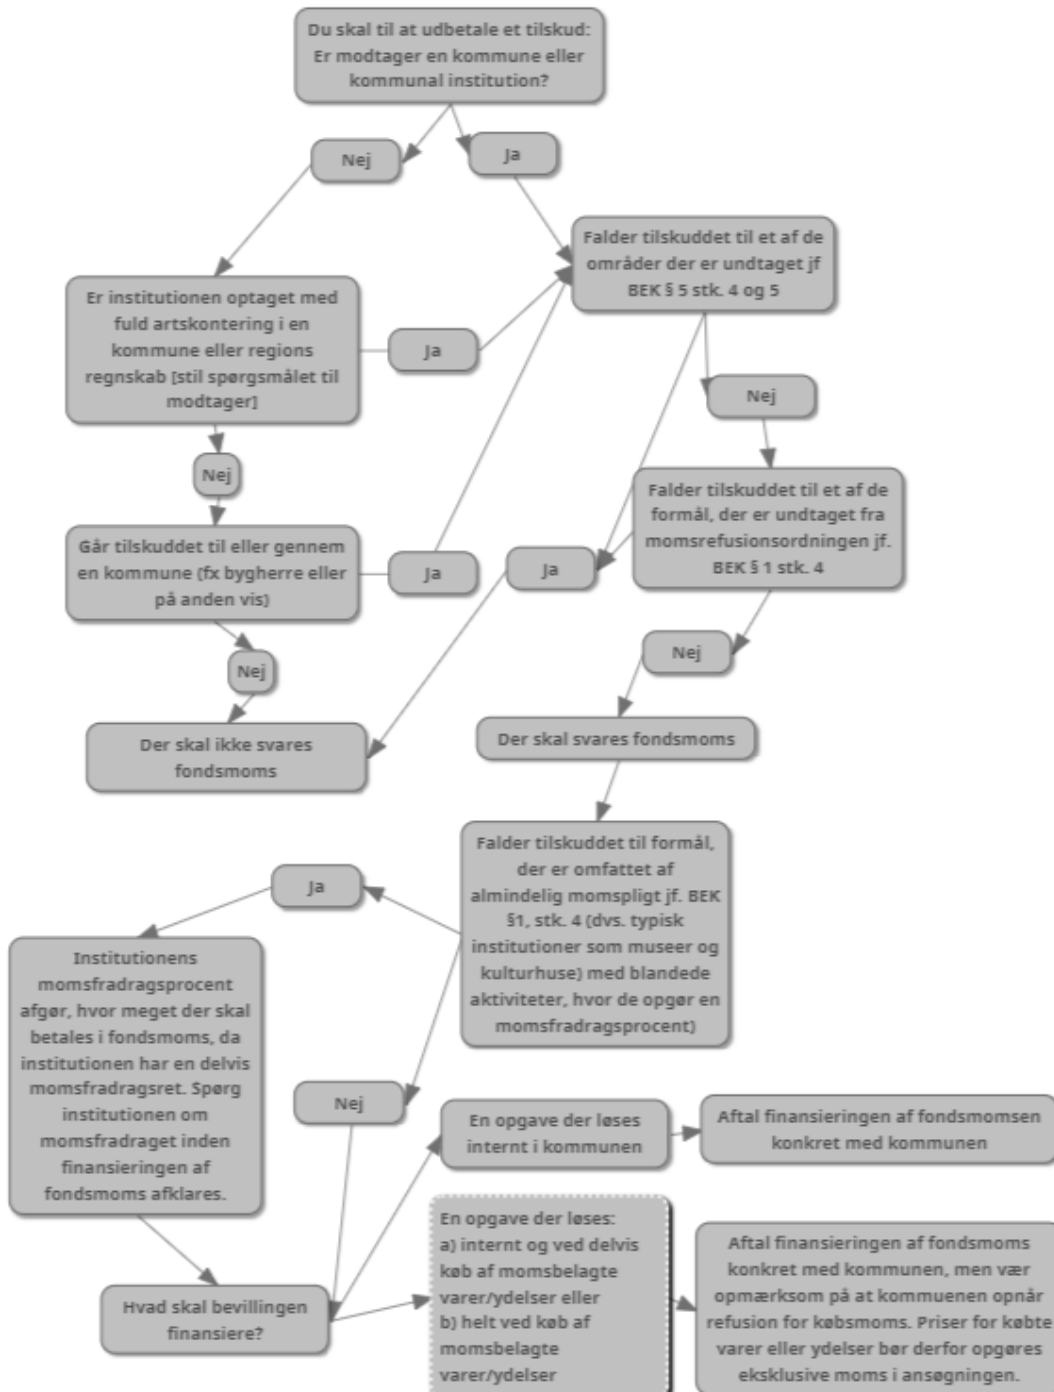 Du skal til at udbetale et tilskud:
Er modtager en kommune eller
kommunal institution?
Nej
Ja
Falder tilskuddet til et af de
områder der er undtaget jf
BEK § 5 stk. 4 og 5
Er institutionen optaget med
fuld artskontering i en
kommune eller regions
regnskab [stil spørgsmålet til
modtager]
Ja
Nej
Nej
Falder tilskuddet til et af de
formål, der er undtaget fra
momsrefusionsordningen jf.
BEK § 1 stk. 4
Går tilskuddet til eller gennem
en kommune (fx bygherre eller
på anden vis)
Ja
Ja
Nej
Nej
Der skal ikke svares
fondsmoms
Der skal svares fondsmoms
Falder tilskuddet til formål,
der er omfattet af
almindelig momspligt jf. BEK
§1, stk. 4 (dvs. typisk
institutioner som museer og
kulturhuse) med blandede
aktiviteter, hvor de opgør en
momsfradragsprocent)
Ja
Institutionens
momsfradragsprocent
afgør, hvor meget der skal
betales i fondsmoms, da
institutionen har en delvis
momsfradragsret. Spørg
institutionen om
momsfradraget inden
finansieringen af
fondsmoms afklares.
Nej
En opgave der løses
internt i kommunen
Aftal finansieringen af fondsmomsen
konkret med kommunen
Hvad skal bevillingen
finansiere?
En opgave der løses:
a) internt og ved delvis
køb af momsbelagte
varer/ydelser eller
b) helt ved køb af
momsbelagte
varer/ydelser
Aftal finansieringen af fondsmoms
konkret med kommunen, men vær
opmærksom på at kommuenen opnår
refusion for købsmoms. Priser for købte
varer eller ydelser bør derfor opgøres
eksklusive moms i ansøgningen.